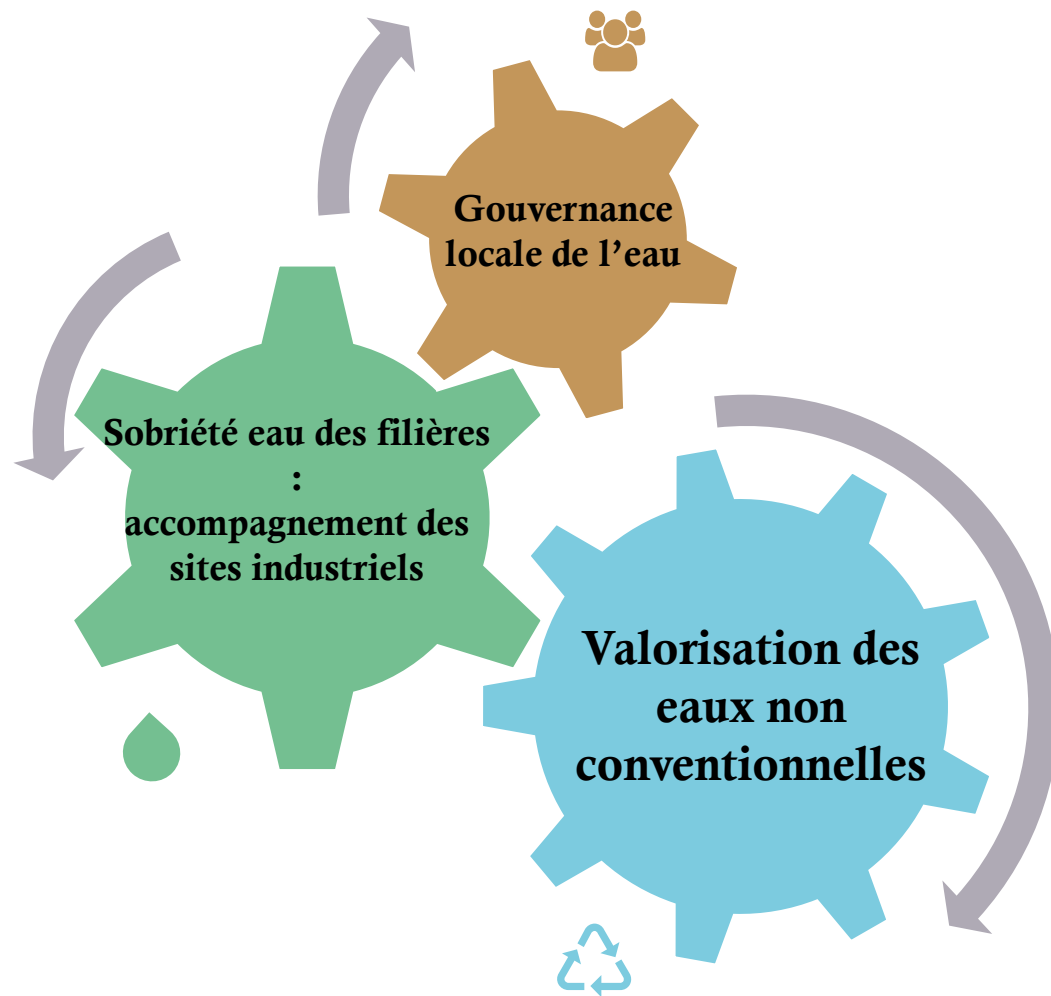 Gouvernance
locale de l’eau
Sobriété eau des filières
:
accompagnement des
sites industriels
Valorisation des
eaux non
conventionnelles